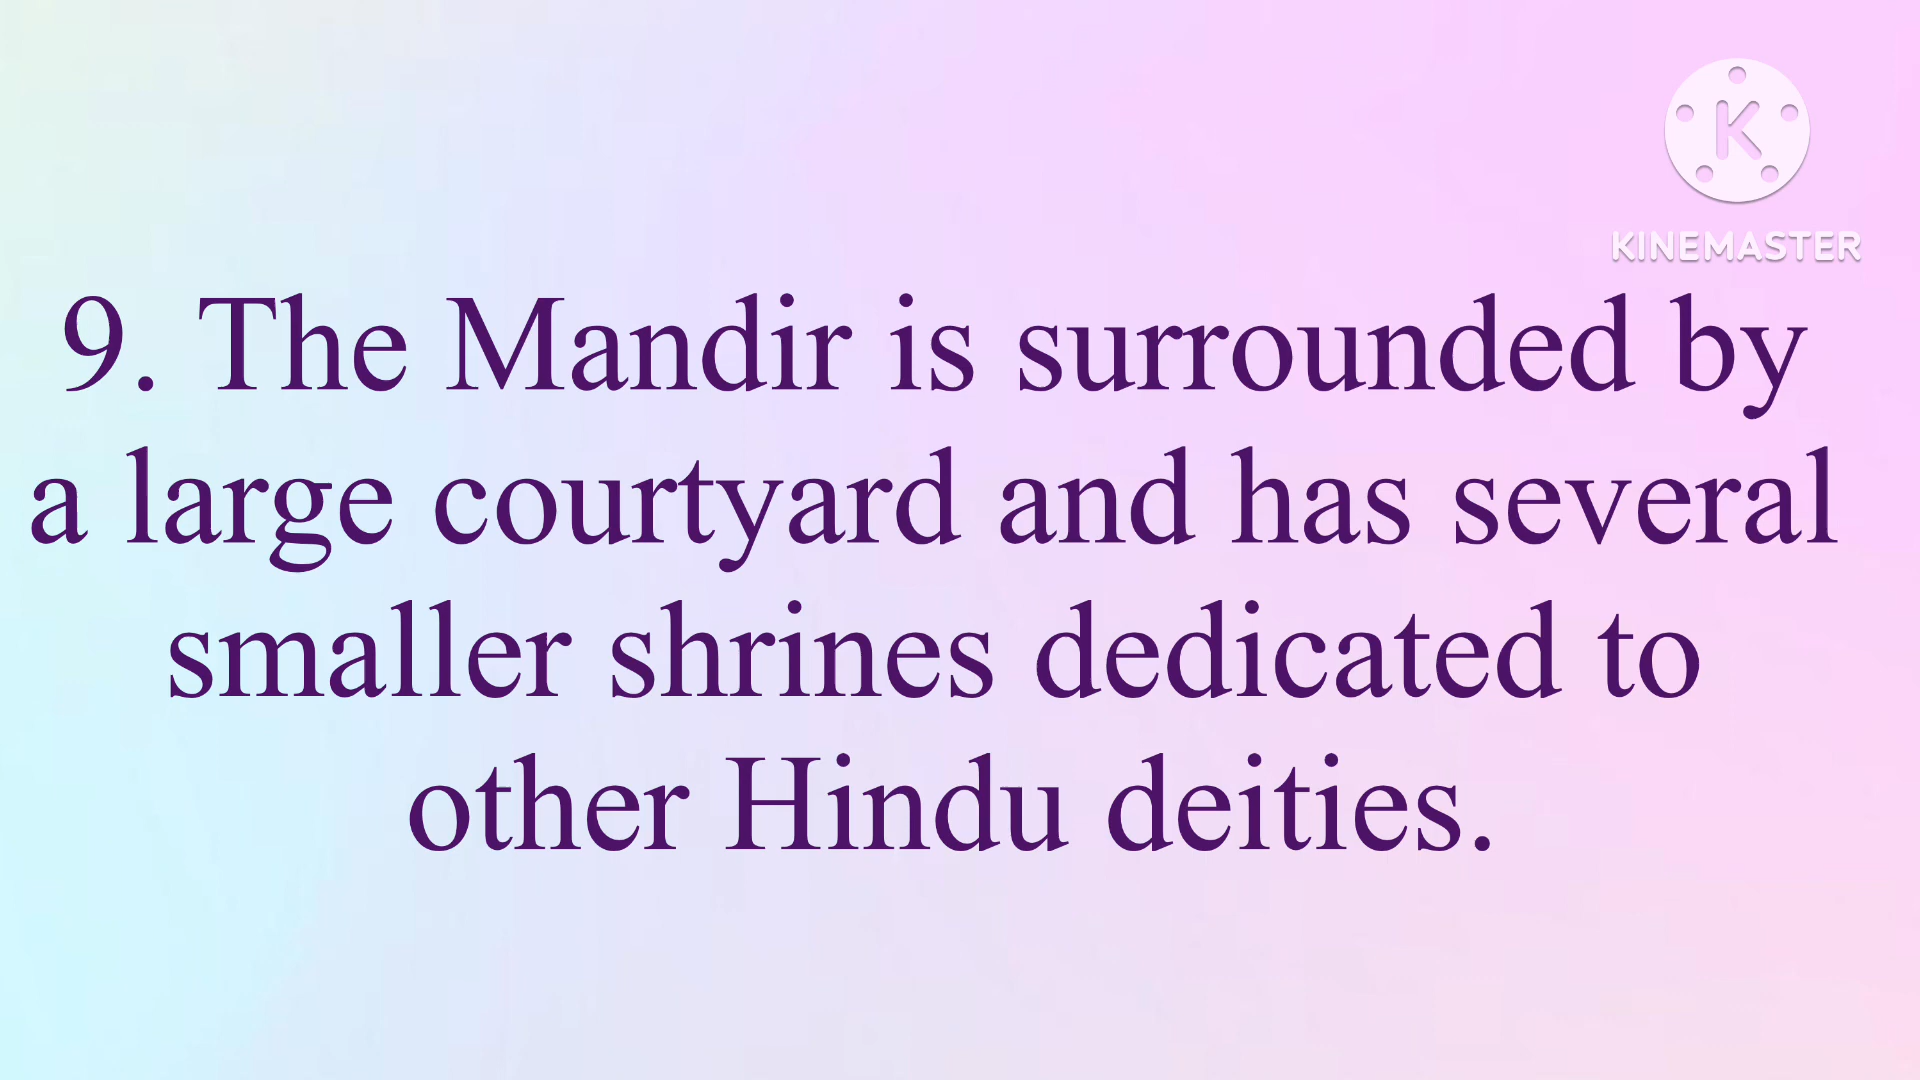 KINEMASTER
9. The Mandir is surrounded by
a large courtyard and has several
smaller shrines dedicated to
other Hindu deities.